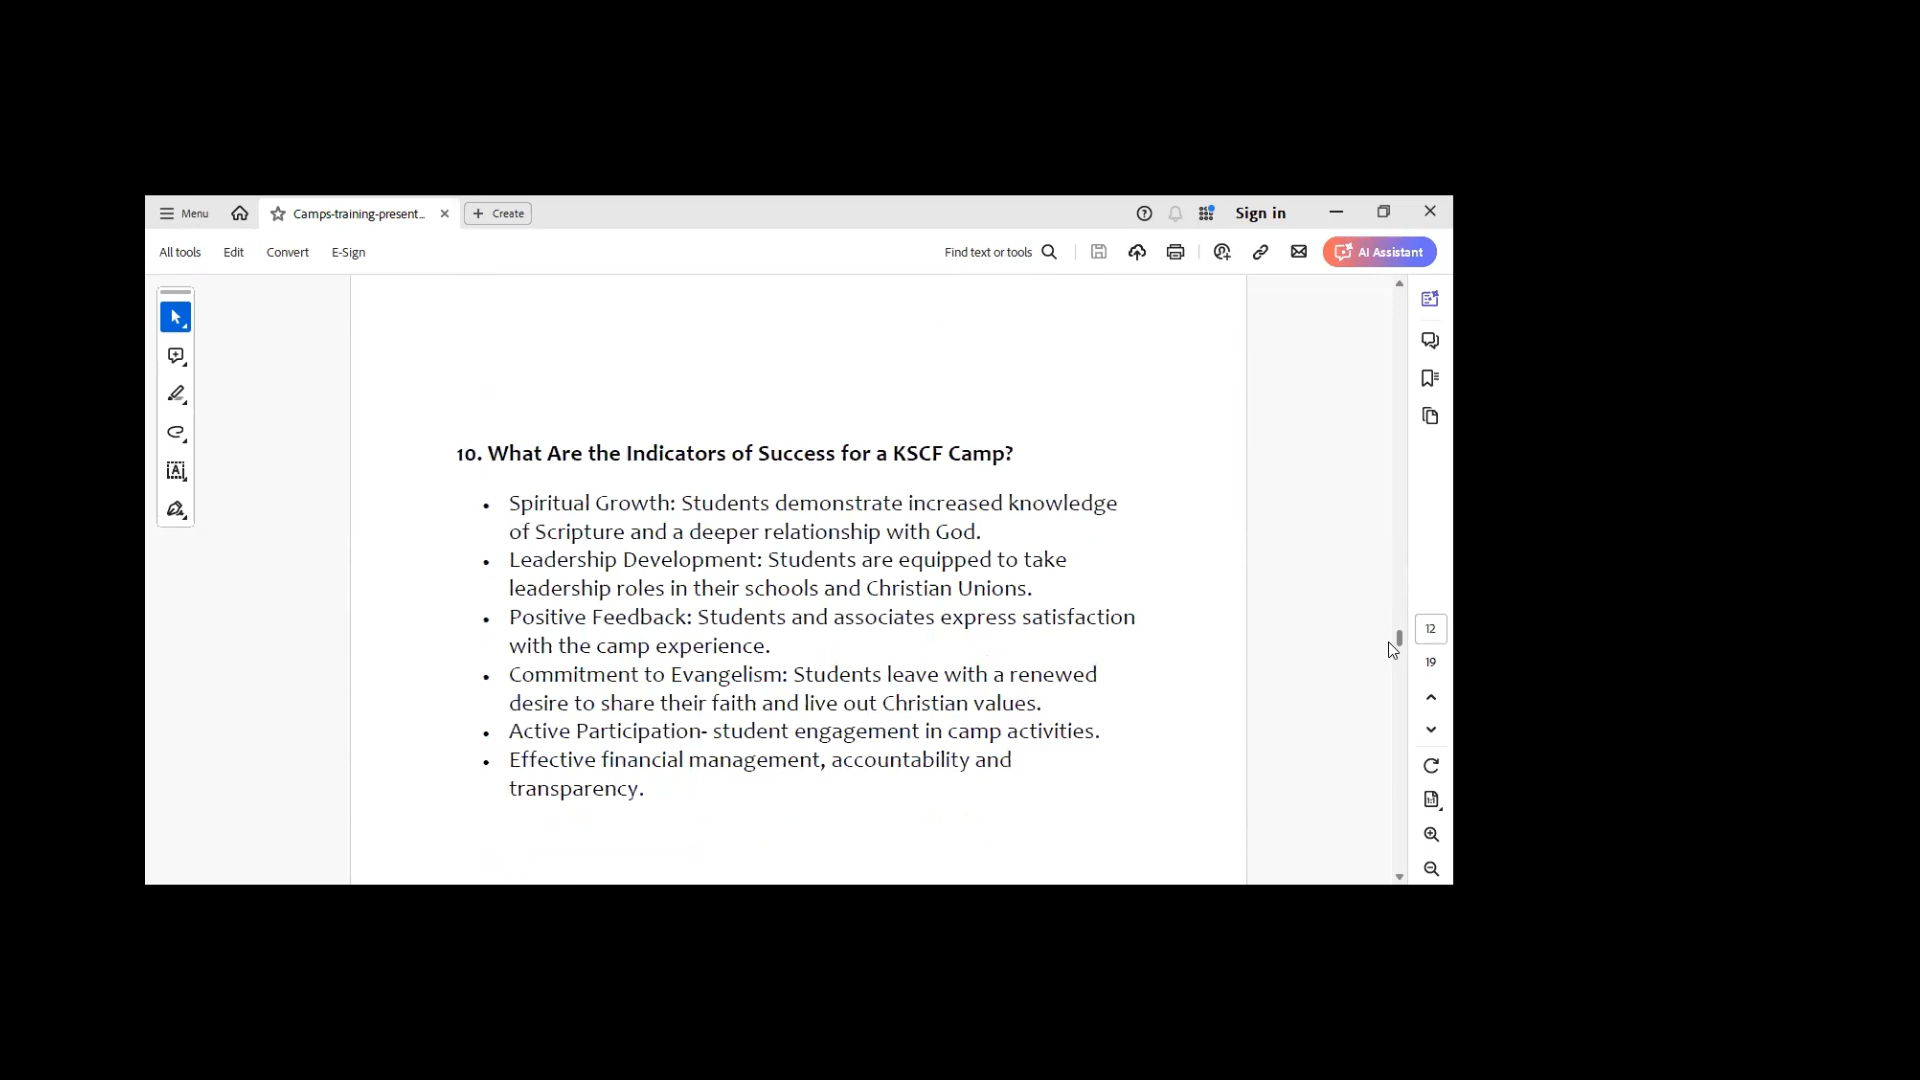 Menu
Camps-training-present...
Create
Sign in
All tools
Edit
Convert
E-Sign
Find text or tools
AI Assistant
10. What Are the Indicators of Success for a KSCF Camp?
• Spiritual Growth: Students demonstrate increased knowledge
of Scripture and a deeper relationship with God.
• Leadership Development: Students are equipped to take
leadership roles in their schools and Christian Unions.
• Positive Feedback: Students and associates express satisfaction
with the camp experience.
• Commitment to Evangelism: Students leave with a renewed
desire to share their faith and live out Christian values.
• Active Participation- student engagement in camp activities.
• Effective financial management, accountability and
transparency.
12
19